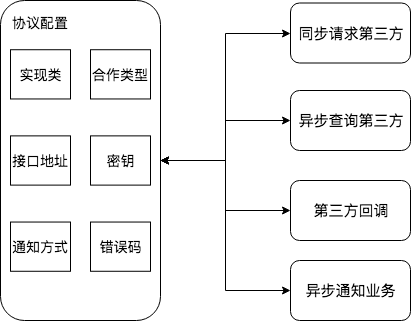 协议配置
实现类
合作类型
接口地址
密钥
通知方式
错误码
同步请求第三方
异步查询第三方
第三方回调
异步通知业务